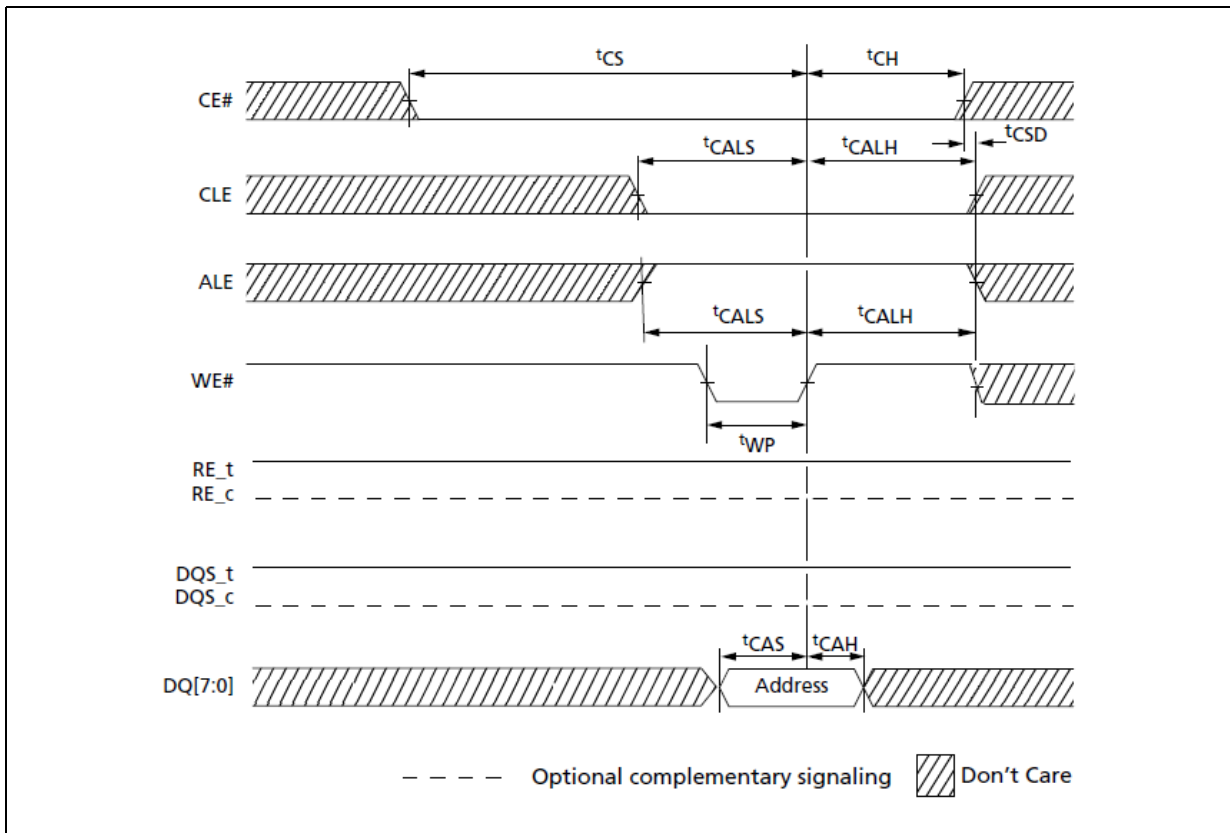 tCS tCH
CE#
tCSD
tCALS tCALH
CLE
ALE
tCALS tCALH
WE#
tWP
RE_t
RE_c
DQS_t
DQS_c
tCAS tCAH
DQ[7:0] Address
Optional complementary signaling Don't Care